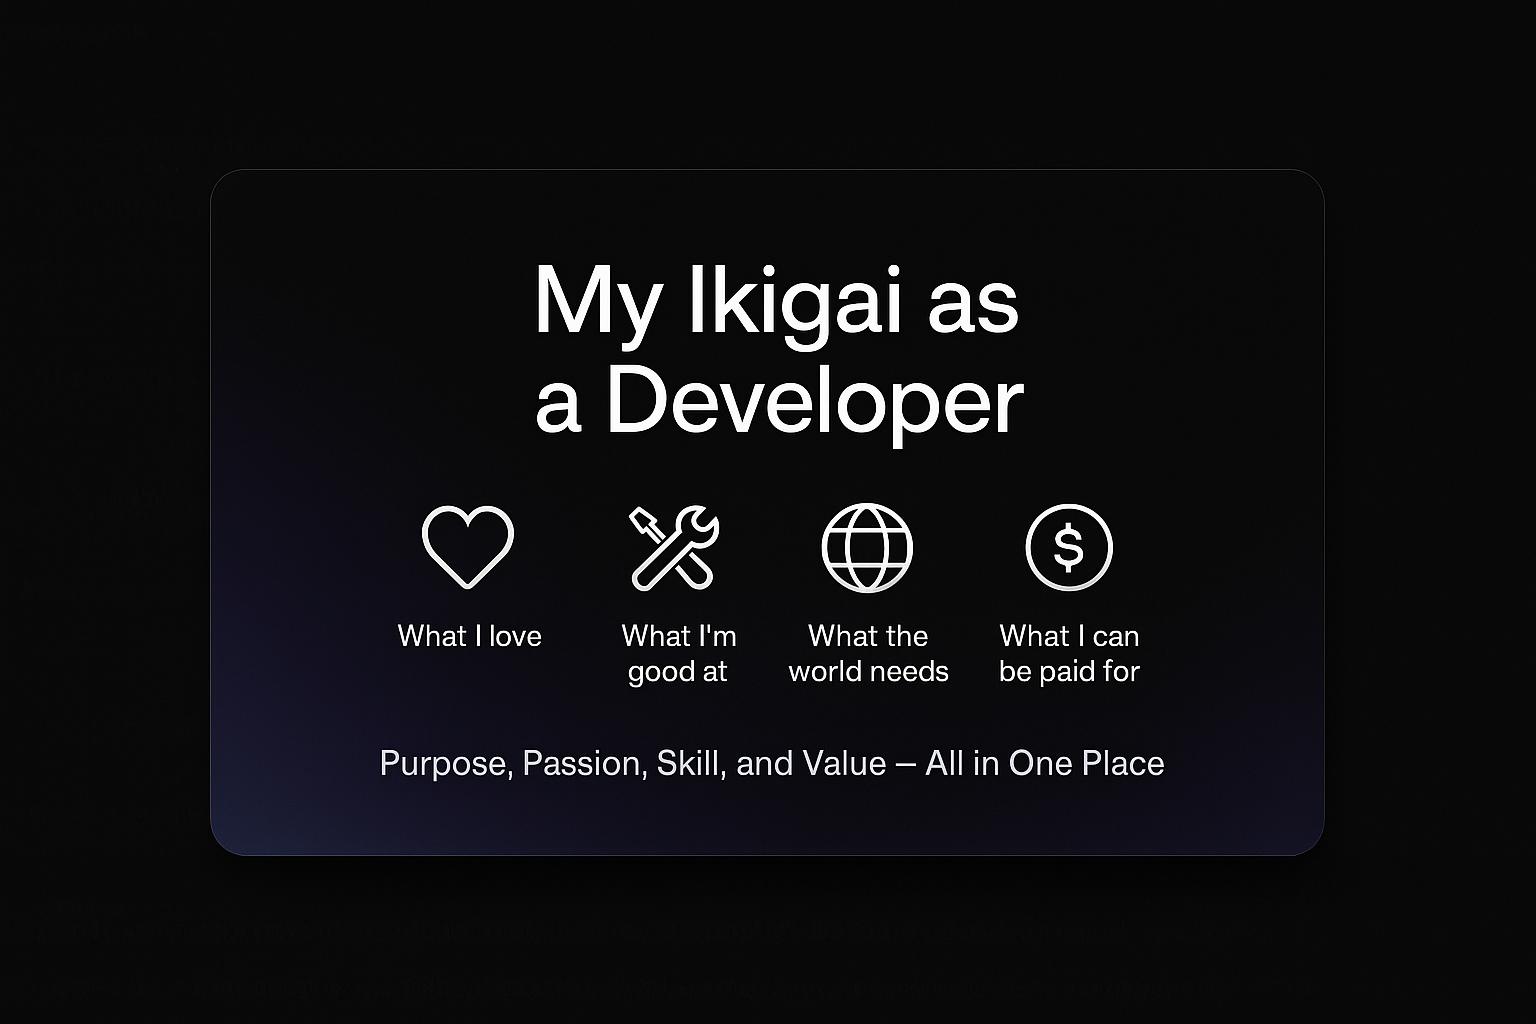 My Ikigai as
a Developer
What I love
What I'm
good at
What the
world needs
What I can
be paid for
Purpose, Passion, Skill, and Value – All in One Place